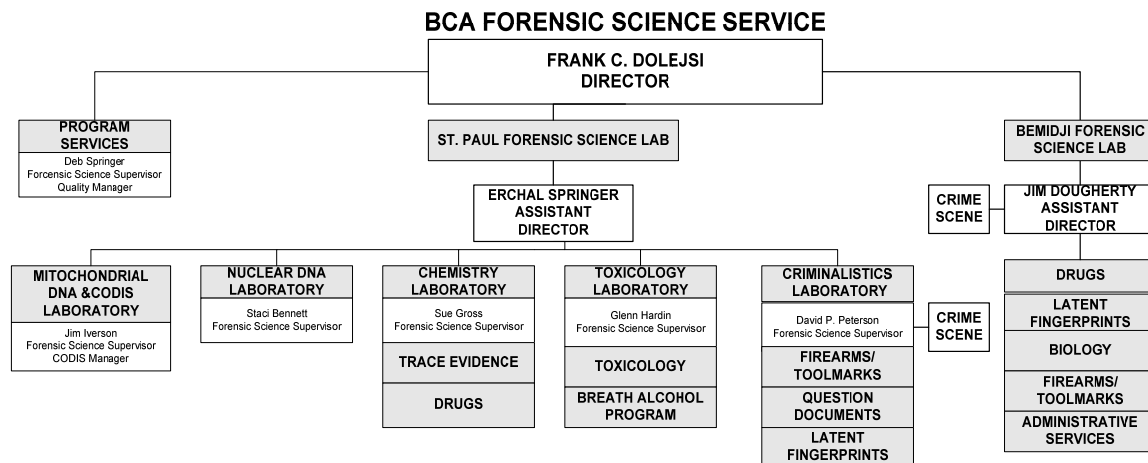 BCA FORENSIC SCIENCE SERVICE
FRANK C. DOLEJSI
DIRECTOR
PROGRAM
SERVICES
Deb Springer
Forcensic Science Supervisor
Quality Manager
ST. PAUL FORENSIC SCIENCE LAB
BEMIDJI FORENSIC
SCIENCE LAB
ERCHAL SPRINGER
ASSISTANT
DIRECTOR
CRIME
SCENE
JIM DOUGHERTY
ASSISTANT
DIRECTOR
MITOCHONDRIAL
DNA &CODIS
LABORATORY
Jim Iverson
Forensic Science Supervisor
CODIS Manager
NUCLEAR DNA
LABORATORY
Staci Bennett
Forensic Science Supervisor
CHEMISTRY
LABORATORY
Sue Gross
Forensic Science Supervisor
TRACE EVIDENCE
DRUGS
TOXICOLOGY
LABORATORY
Glenn Hardin
Forensic Science Supervisor
TOXICOLOGY
BREATH ALCOHOL
PROGRAM
CRIMINALISTICS
LABORATORY
David P. Peterson
Forensic Science Supervisor
CRIME
SCENE
FIREARMS/
TOOLMARKS
QUESTION
DOCUMENTS
LATENT
FINGERPRINTS
DRUGS
LATENT
FINGERPRINTS
BIOLOGY
FIREARMS/
TOOLMARKS
ADMINISTRATIVE
SERVICES